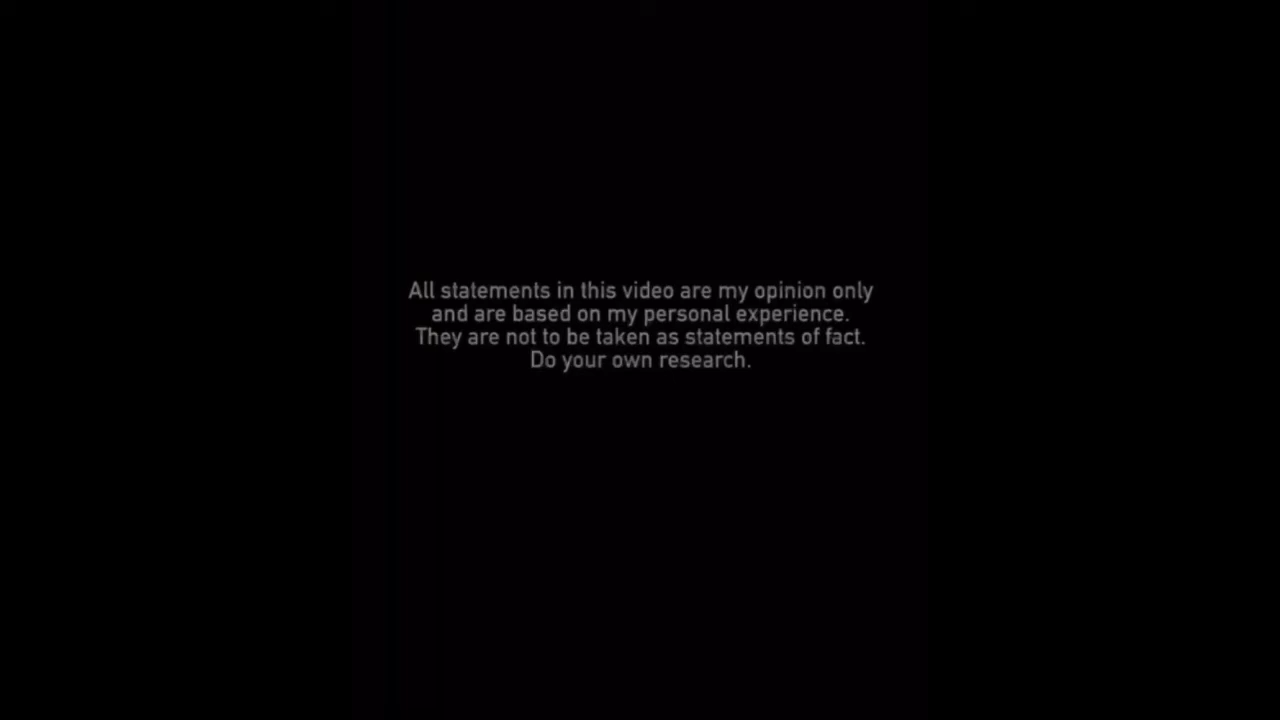 All statements in this video are my opinion only
and are based on my personal experience.
They are not to be taken as statements of fact.
Do your own research.